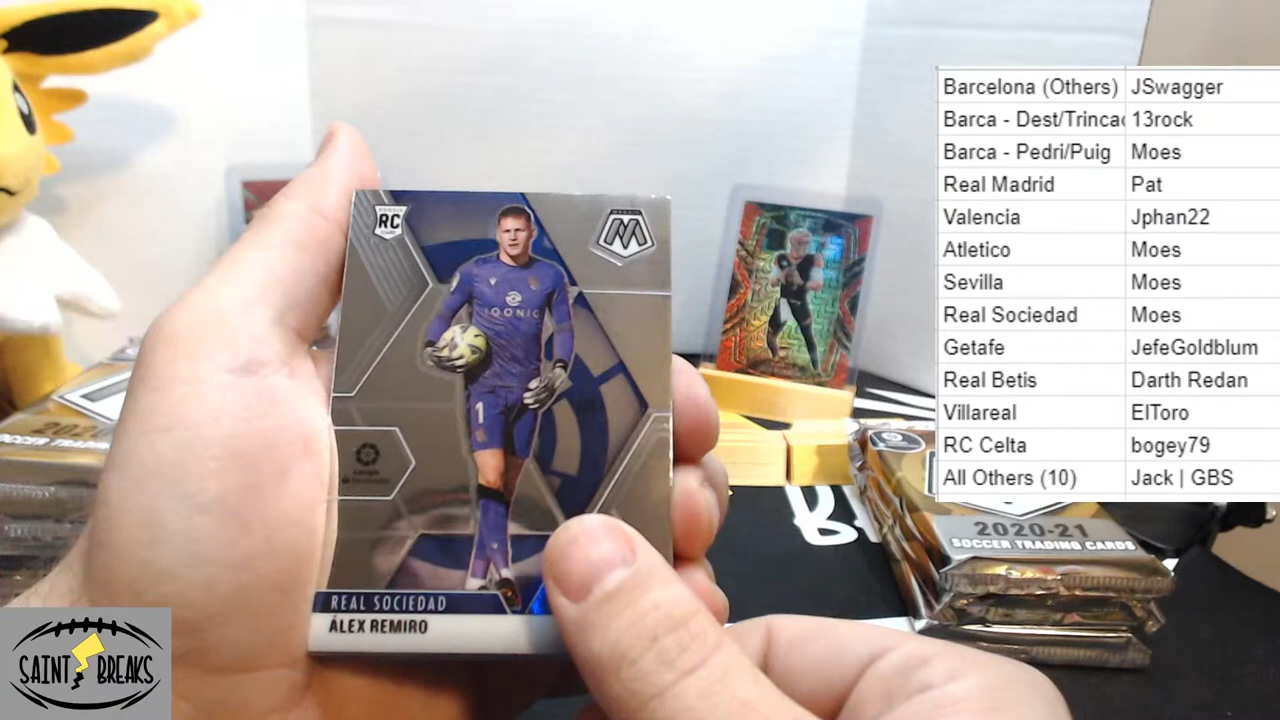 Barcelona (Others) JSwagger
Barca - Dest/Trincac 13rock
Barca - Pedri/Puig Moes
Real Madrid Pat
Valencia Jphan22
Atletico Moes
Sevilla Moes
Real Sociedad Moes
Getafe JefeGoldblum
Real Betis Darth Redan
Villareal ElToro
RC Celta bogey79
All Others (10) Jack | GBS
RC
IQONIQ
1
REAL SOCIEDAD
ÁLEX REMIRO
2020-21
SOCCER TRADING CARDS
SOCCER TRADING
SAINT BREAKS